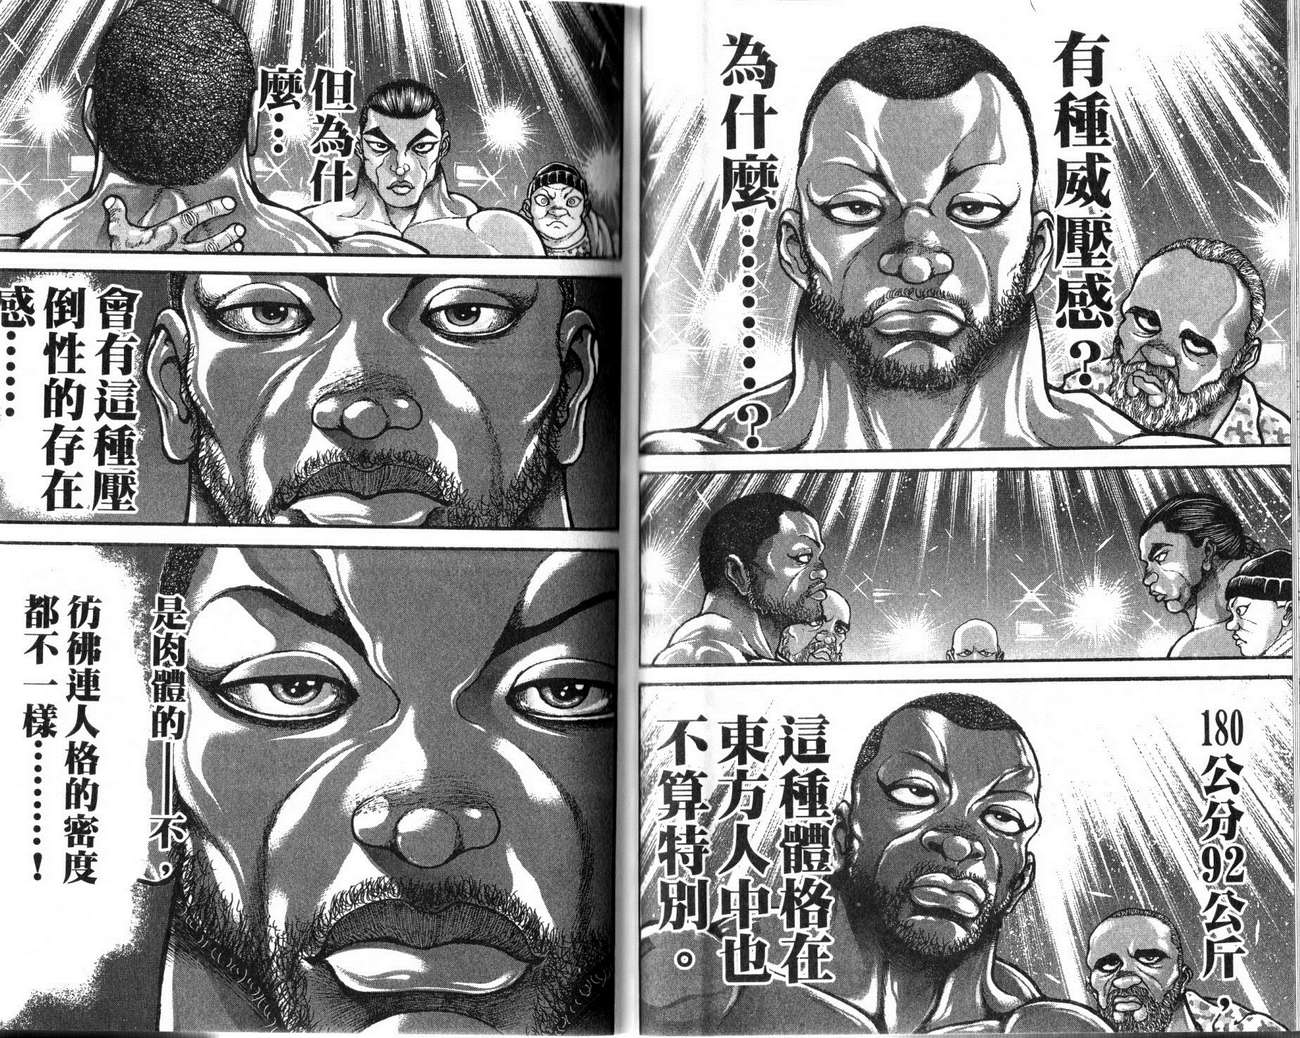 有種威壓感？
為什麼………？
180公分92公斤，
這種體格在
東方人中也
不算特別。
但為什
麼…
會有這種壓
倒性的存在
感……
是肉體的——不，
彷彿連人格的密度
都不一樣………！